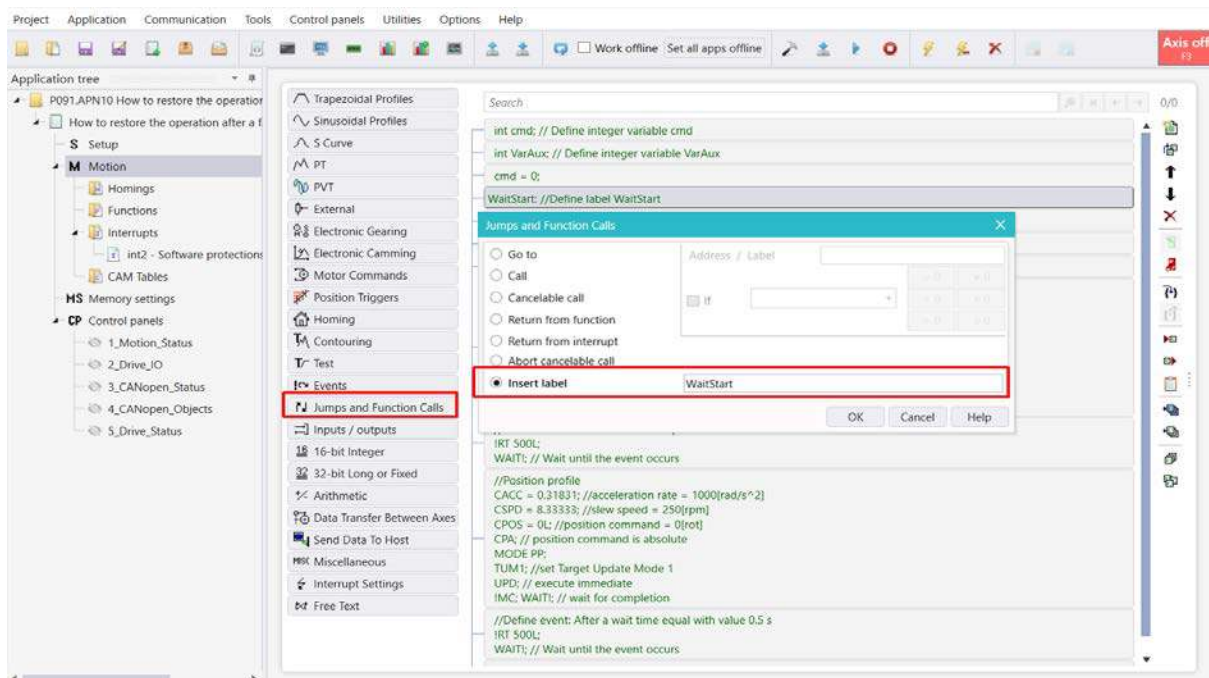 Project Application Communication Tools Control panels Utilities Options Help
Work offline Set all apps offline
Axis off
F3
Application tree
P091.APN10 How to restore the operation
How to restore the operation after a f
S Setup
M Motion
Homings
Functions
Interrupts
int2 - Software protections
CAM Tables
MS Memory settings
CP Control panels
1_Motion_Status
2_Drive_IO
3_CANopen_Status
4_CANopen_Objects
5_Drive_Status
Trapezoidal Profiles
Sinusoidal Profiles
S Curve
PT
PVT
External
Electronic Gearing
Electronic Camming
Motor Commands
Position Triggers
Homing
Contouring
Test
Events
Jumps and Function Calls
Inputs / outputs
16-bit Integer
32-bit Long or Fixed
Arithmetic
Data Transfer Between Axes
Send Data To Host
MISC Miscellaneous
Interrupt Settings
txt Free Text
Search
0/0
int cmd; // Define integer variable cmd
int VarAux; // Define integer variable VarAux
cmd = 0;
WaitStart: //Define label WaitStart
Jumps and Function Calls
Go to
Call
Cancelable call
Return from function
Return from interrupt
Abort cancelable call
Insert label
WaitStart
Address / Label
If
OK Cancel Help
!RT 500L;
WAIT!; // Wait until the event occurs
//Position profile
CACC = 0.31831; //acceleration rate = 1000[rad/s^2]
CSPD = 8.33333; //slew speed = 250[rpm]
CPOS = 0L; //position command = 0[rot]
CPA; // position command is absolute
MODE PP;
TUM1; //set Target Update Mode 1
UPD; // execute immediate
!MC; WAIT!; // wait for completion
//Define event: After a wait time equal with value 0.5 s
!RT 500L;
WAIT!; // Wait until the event occurs